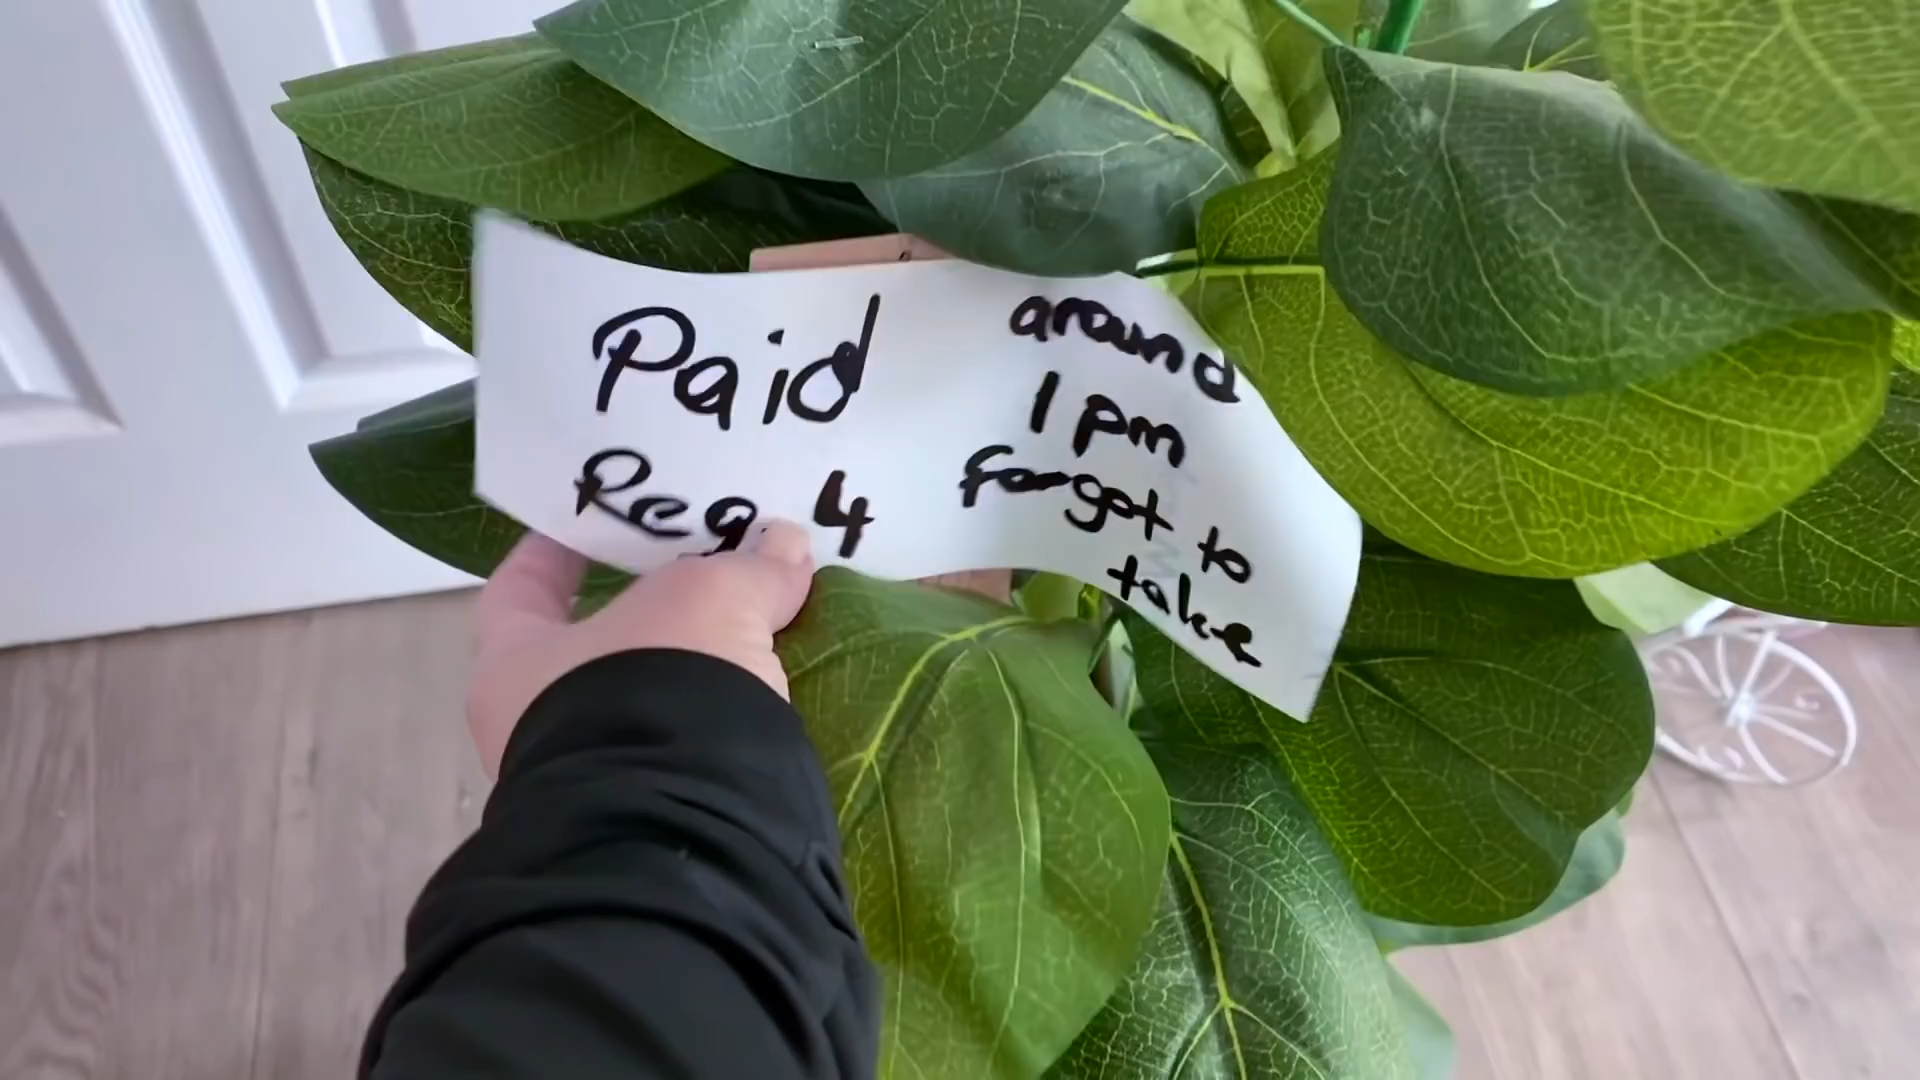 Paid
Reg. 4
around
1 pm
forgot to
take